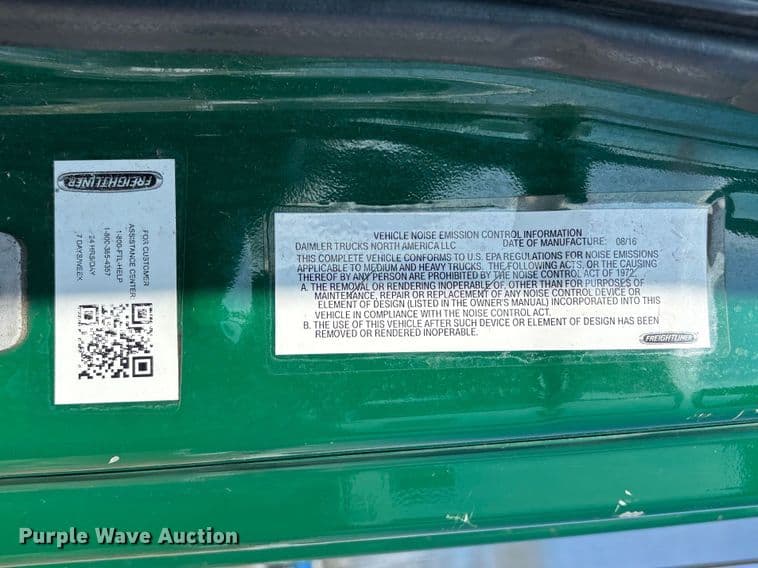 FREIGHTLINER
FOR CUSTOMER
ASSISTANCE CENTER
1-800-FTL-HELP
1-800-385-4357
24 HRS/DAY
7 DAYS/WEEK
VEHICLE NOISE EMISSION CONTROL INFORMATION
DAIMLER TRUCKS NORTH AMERICA LLC DATE OF MANUFACTURE: 08/16
THIS COMPLETE VEHICLE CONFORMS TO U.S. EPA REGULATIONS FOR NOISE EMISSIONS
APPLICABLE TO MEDIUM AND HEAVY TRUCKS. THE FOLLOWING ACTS, OR THE CAUSING
THEREOF BY ANY PERSON ARE PROHIBITED BY THE NOISE CONTROL ACT OF 1972.
A. THE REMOVAL OR RENDERING INOPERABLE OF, OTHER THAN FOR PURPOSES OF
MAINTENANCE, REPAIR OR REPLACEMENT OF ANY NOISE CONTROL DEVICE OR
ELEMENT OF DESIGN (LISTED IN THE OWNER'S MANUAL) INCORPORATED INTO THIS
VEHICLE IN COMPLIANCE WITH THE NOISE CONTROL ACT.
B. THE USE OF THIS VEHICLE AFTER SUCH DEVICE OR ELEMENT OF DESIGN HAS BEEN
REMOVED OR RENDERED INOPERABLE.
FREIGHTLINER
Purple Wave Auction